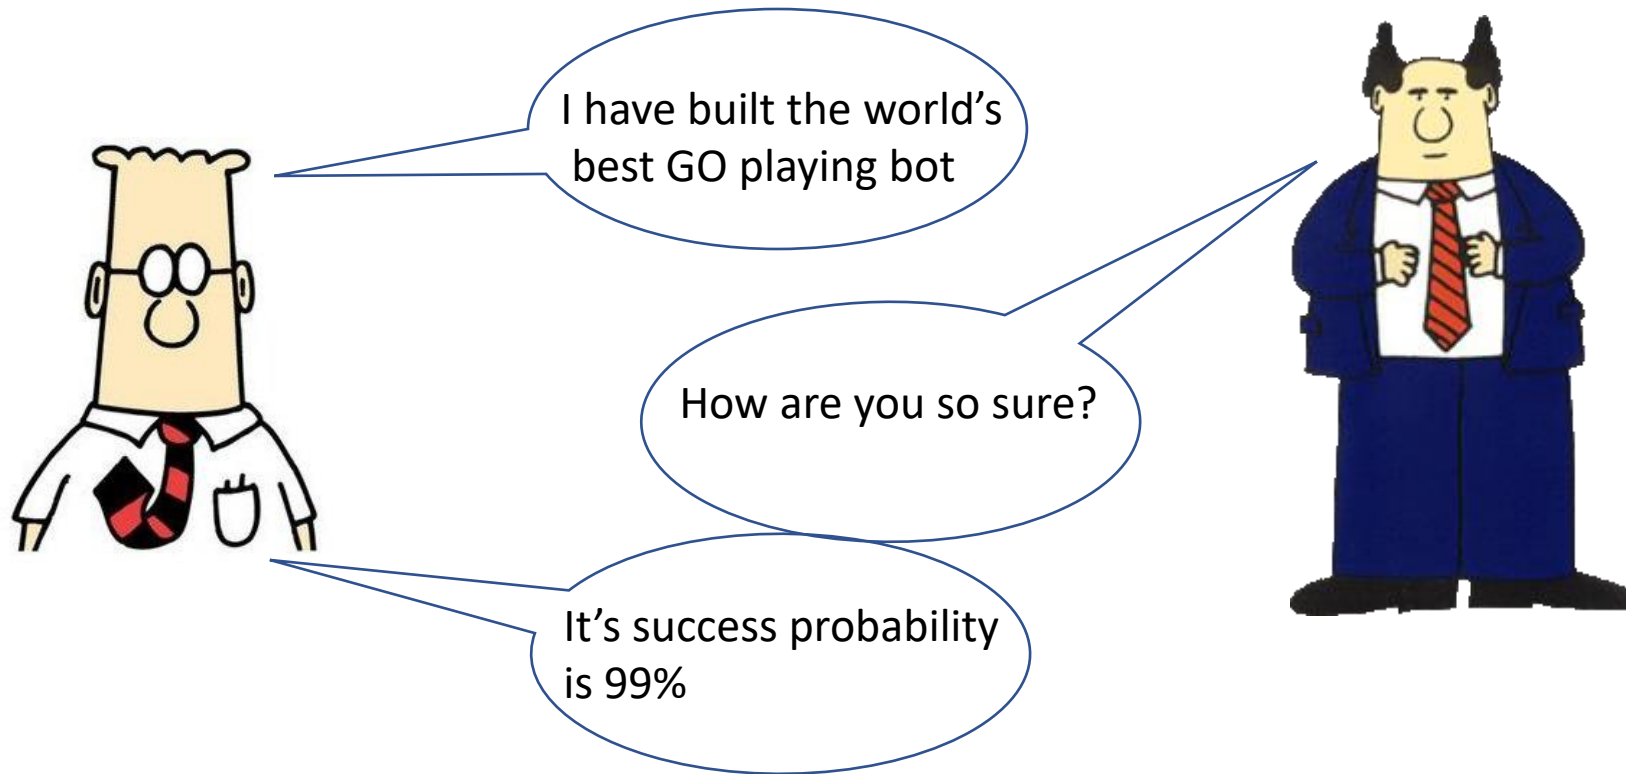 I have built the world’s
best GO playing bot
How are you so sure?
It’s success probability
is 99%